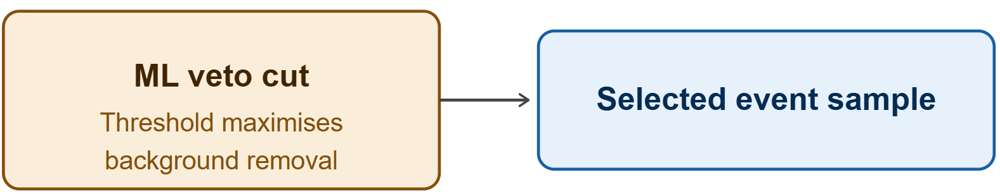 ML veto cut
Threshold maximises
background removal
Selected event sample